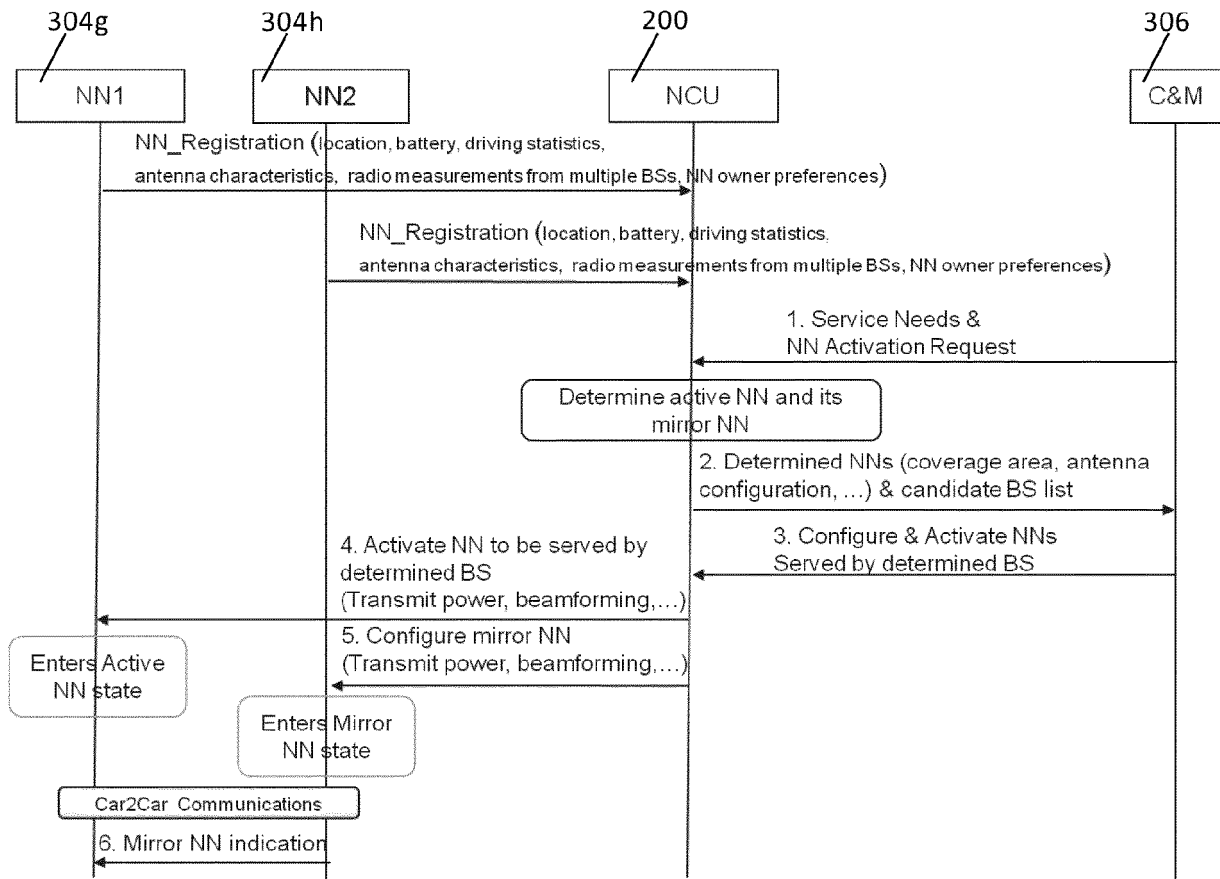 304g
304h
200
306
NN1
NN2
NCU
C&M
NN_Registration (location, battery, driving statistics,
antenna characteristics, radio measurements from multiple BSs, NN owner preferences)
NN_Registration (location, battery, driving statistics,
antenna characteristics, radio measurements from multiple BSs, NN owner preferences)
1. Service Needs &
NN Activation Request
Determine active NN and its
mirror NN
2. Determined NNs (coverage area, antenna
configuration, ...) & candidate BS list
3. Configure & Activate NNs
Served by determined BS
4. Activate NN to be served by
determined BS
(Transmit power, beamforming,...)
5. Configure mirror NN
(Transmit power, beamforming,...)
Enters Active
NN state
Enters Mirror
NN state
Car2Car Communications
6. Mirror NN indication